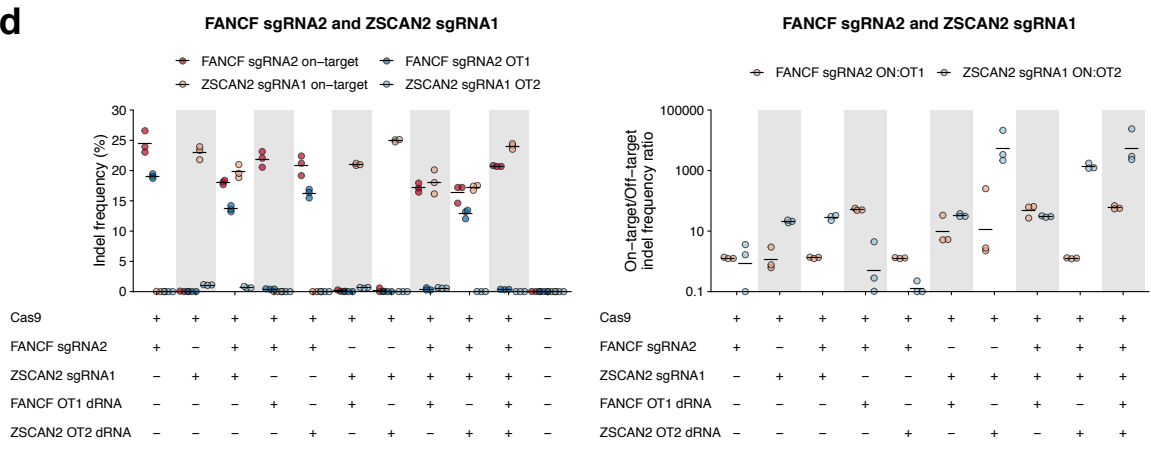 d
FANCF sgRNA2 and ZSCAN2 sgRNA1
FANCF sgRNA2 on−target
FANCF sgRNA2 OT1
ZSCAN2 sgRNA1 on−target
ZSCAN2 sgRNA1 OT2
Indel frequency (%)
30
25
20
15
10
5
0
Cas9 + + + + + + + + + + −
FANCF sgRNA2 + − + + + − − + + + −
ZSCAN2 sgRNA1 − + + − − + + + + + −
FANCF OT1 dRNA − − − + − + − + − + −
ZSCAN2 OT2 dRNA − − − − + − + − + + −
FANCF sgRNA2 and ZSCAN2 sgRNA1
FANCF sgRNA2 ON:OT1
ZSCAN2 sgRNA1 ON:OT2
On−target/Off−target
indel frequency ratio
100000
1000
10
0.1
Cas9 + + + + + + + + + +
FANCF sgRNA2 + − + + + − − + + +
ZSCAN2 sgRNA1 − + + − − + + + + +
FANCF OT1 dRNA − − − + − + − + − +
ZSCAN2 OT2 dRNA − − − − + − + − + +